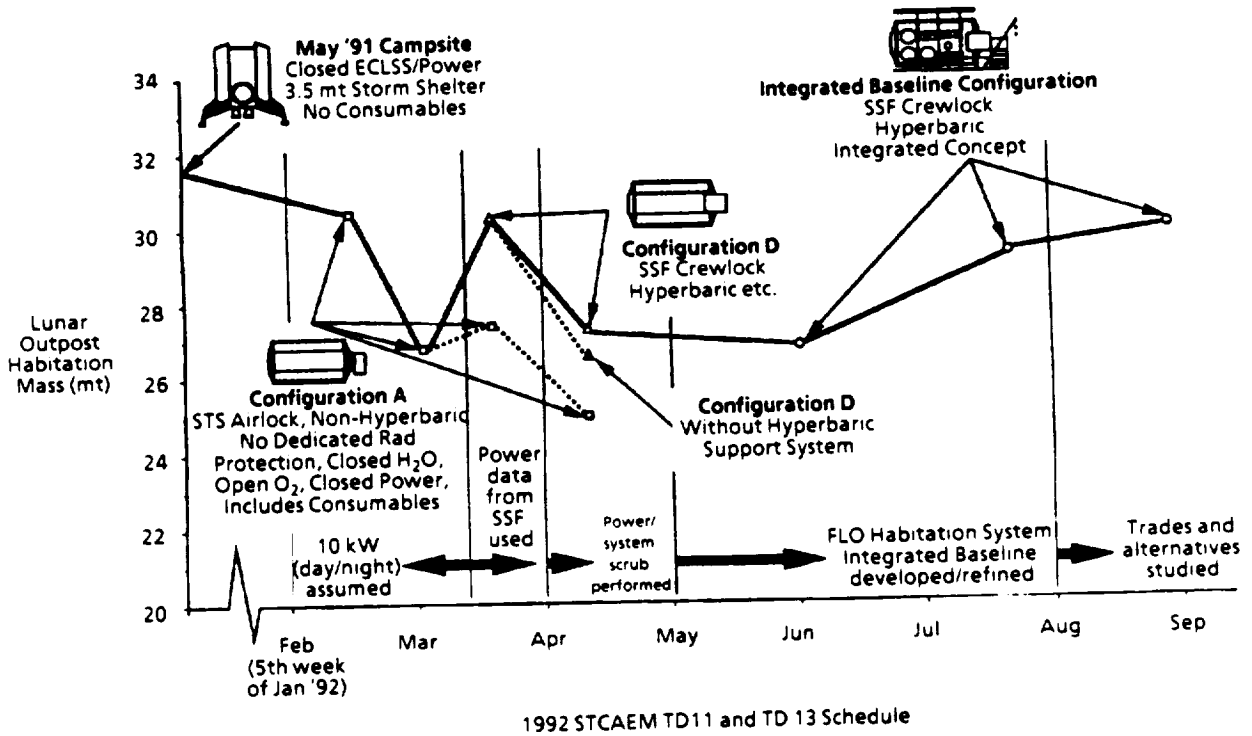 May '91 Campsite
Closed ECLSS/Power
3.5 mt Storm Shelter
No Consumables
Integrated Baseline Configuration
SSF Crewlock
Hyperbaric
Integrated Concept
34
32
30
28
26
24
22
20
Lunar
Outpost
Habitation
Mass (mt)
Configuration D
SSF Crewlock
Hyperbaric etc.
Configuration A
STS Airlock, Non-Hyperbaric
No Dedicated Rad
Protection, Closed H₂O,
Open O₂, Closed Power,
Includes Consumables
Configuration D
Without Hyperbaric
Support System
10 kW
(day/night)
assumed
Power
data
from
SSF
used
Power/
system
scrub
performed
FLO Habitation System
Integrated Baseline
developed/refined
Trades and
alternatives
studied
Feb
(5th week
of Jan '92)
Mar
Apr
May
Jun
Jul
Aug
Sep
1992 STCAEM TD11 and TD 13 Schedule